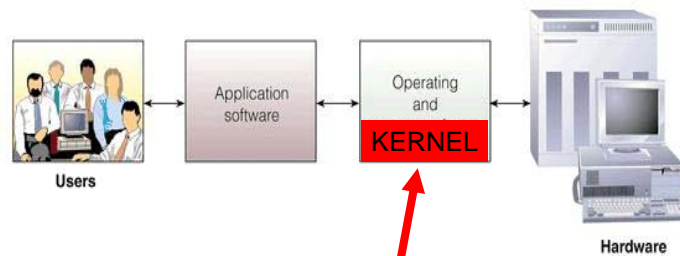 Users
Application
software
Operating
and
KERNEL
Hardware